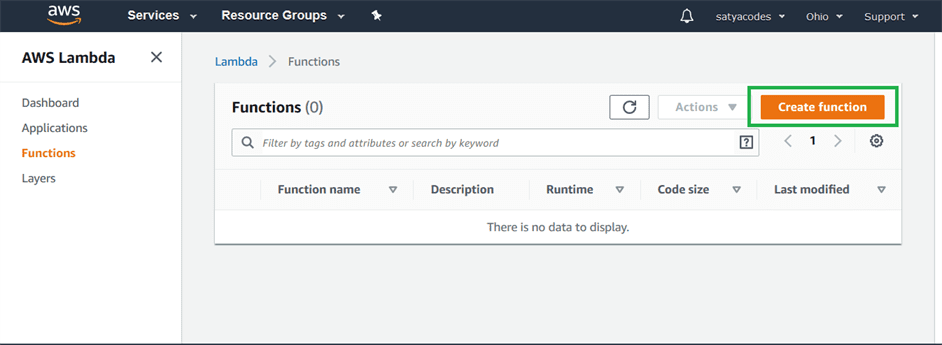 aws Services Resource Groups satyacodes Ohio Support
AWS Lambda
Lambda > Functions
Dashboard
Functions (0) Actions Create function
Applications
Filter by tags and attributes or search by keyword ? 1
Functions
Layers
Function name Description Runtime Code size Last modified
There is no data to display.